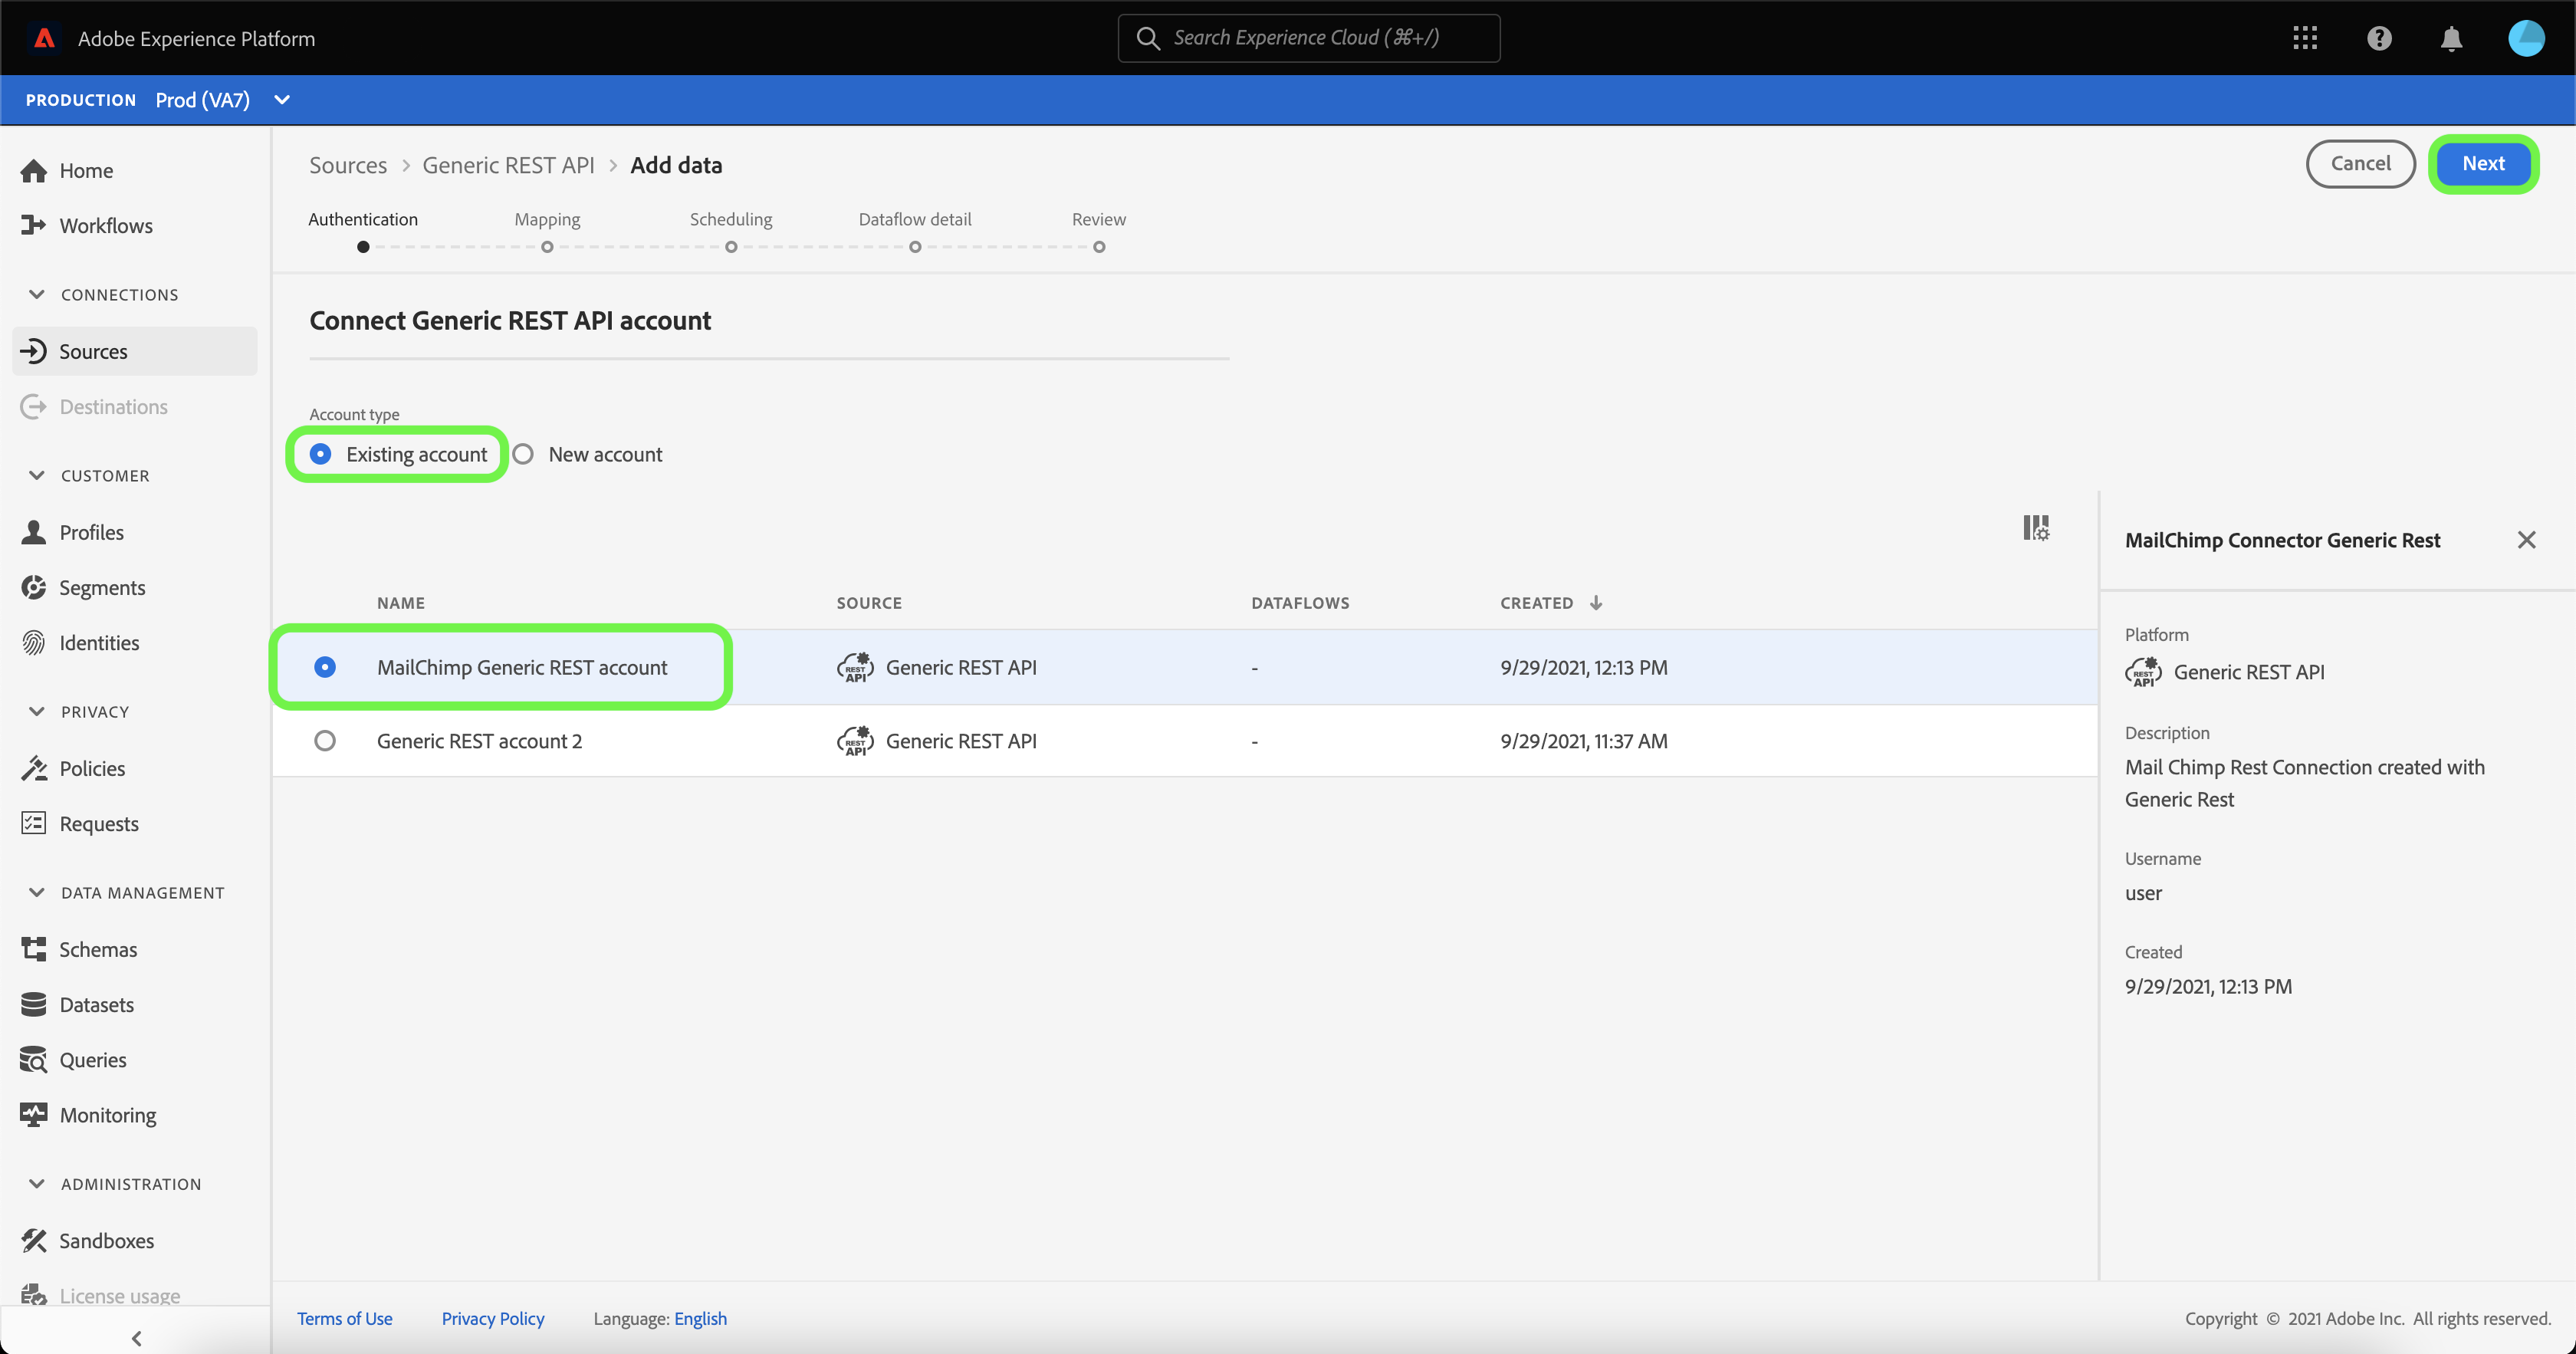 Adobe Experience Platform
Search Experience Cloud (⌘+/)
PRODUCTION Prod (VA7)
Home
Workflows
CONNECTIONS
Sources
Destinations
CUSTOMER
Profiles
Segments
Identities
PRIVACY
Policies
Requests
DATA MANAGEMENT
Schemas
Datasets
Queries
Monitoring
ADMINISTRATION
Sandboxes
License usage
Sources > Generic REST API > Add data
Cancel
Next
Authentication Mapping Scheduling Dataflow detail Review
Connect Generic REST API account
Account type
Existing account New account
NAME SOURCE DATAFLOWS CREATED
MailChimp Generic REST account REST API Generic REST API - 9/29/2021, 12:13 PM
Generic REST account 2 REST API Generic REST API - 9/29/2021, 11:37 AM
MailChimp Connector Generic Rest
Platform
REST API Generic REST API
Description
Mail Chimp Rest Connection created with
Generic Rest
Username
user
Created
9/29/2021, 12:13 PM
Terms of Use Privacy Policy Language: English
Copyright © 2021 Adobe Inc. All rights reserved.